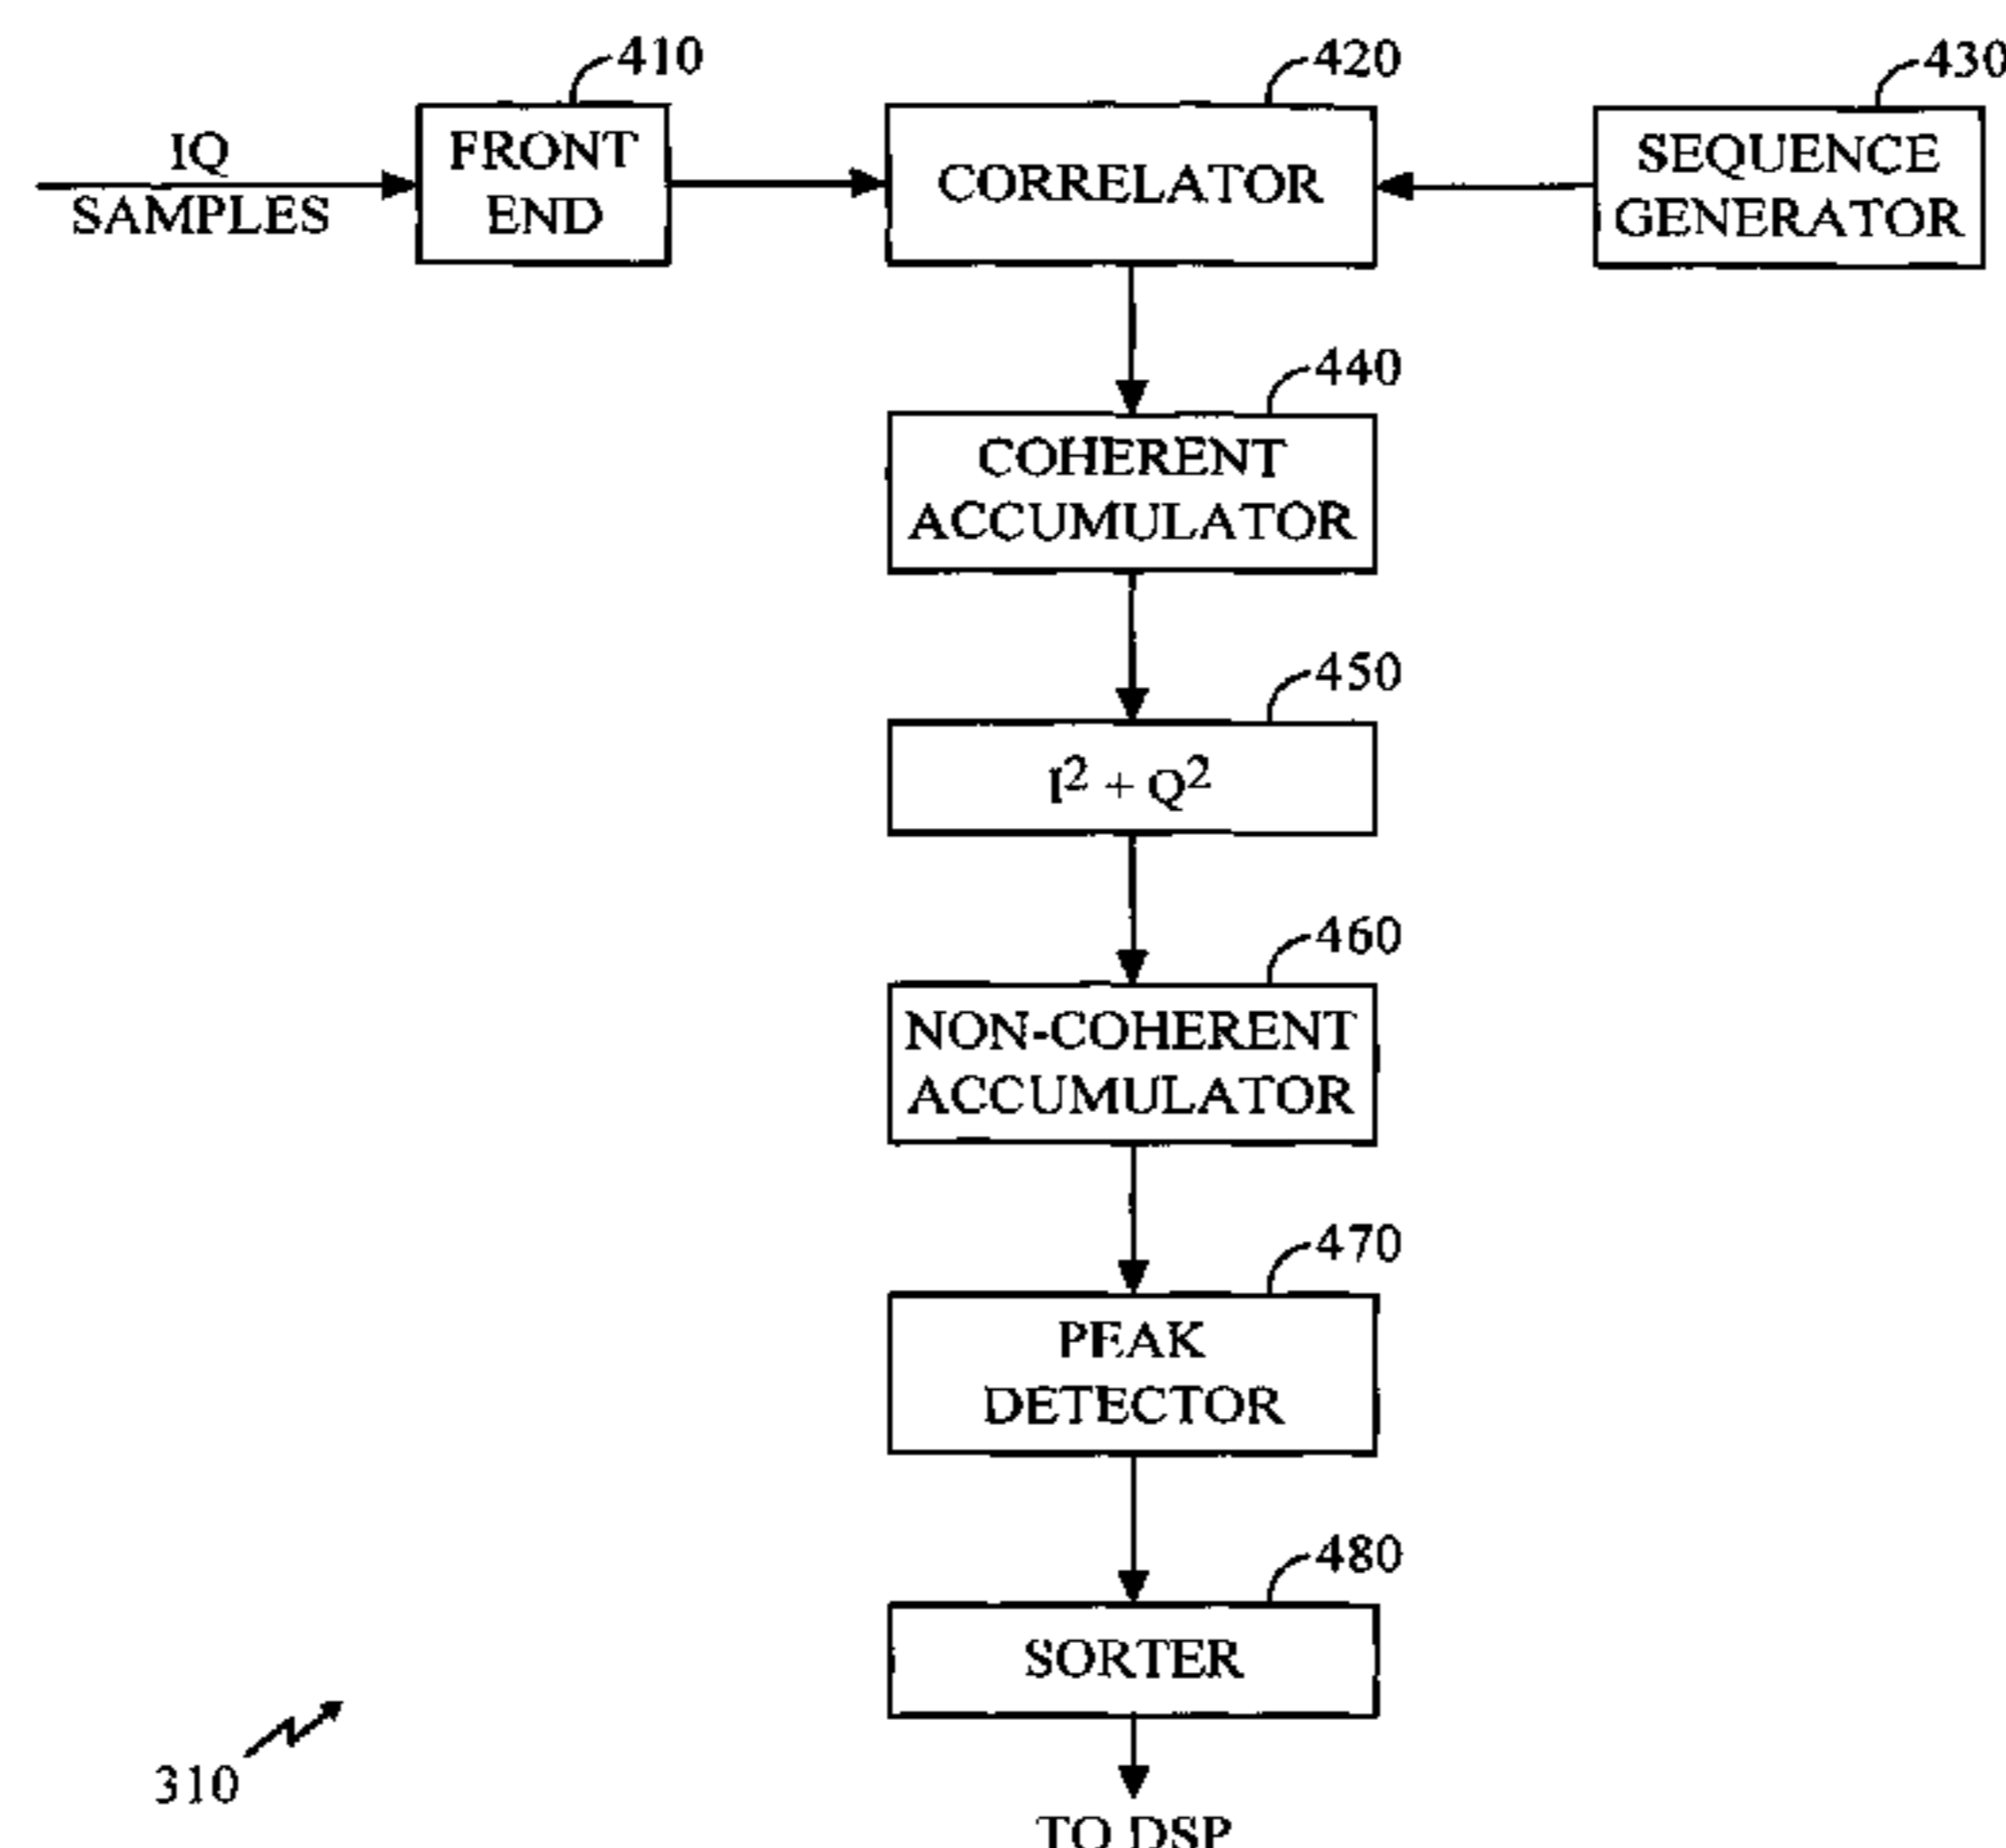 410
420
430
IQ
SAMPLES
FRONT
END
CORRELATOR
SEQUENCE
GENERATOR
440
COHERENT
ACCUMULATOR
450
I² + Q²
460
NON-COHERENT
ACCUMULATOR
470
PEAK
DETECTOR
480
SORTER
310
TO DSP